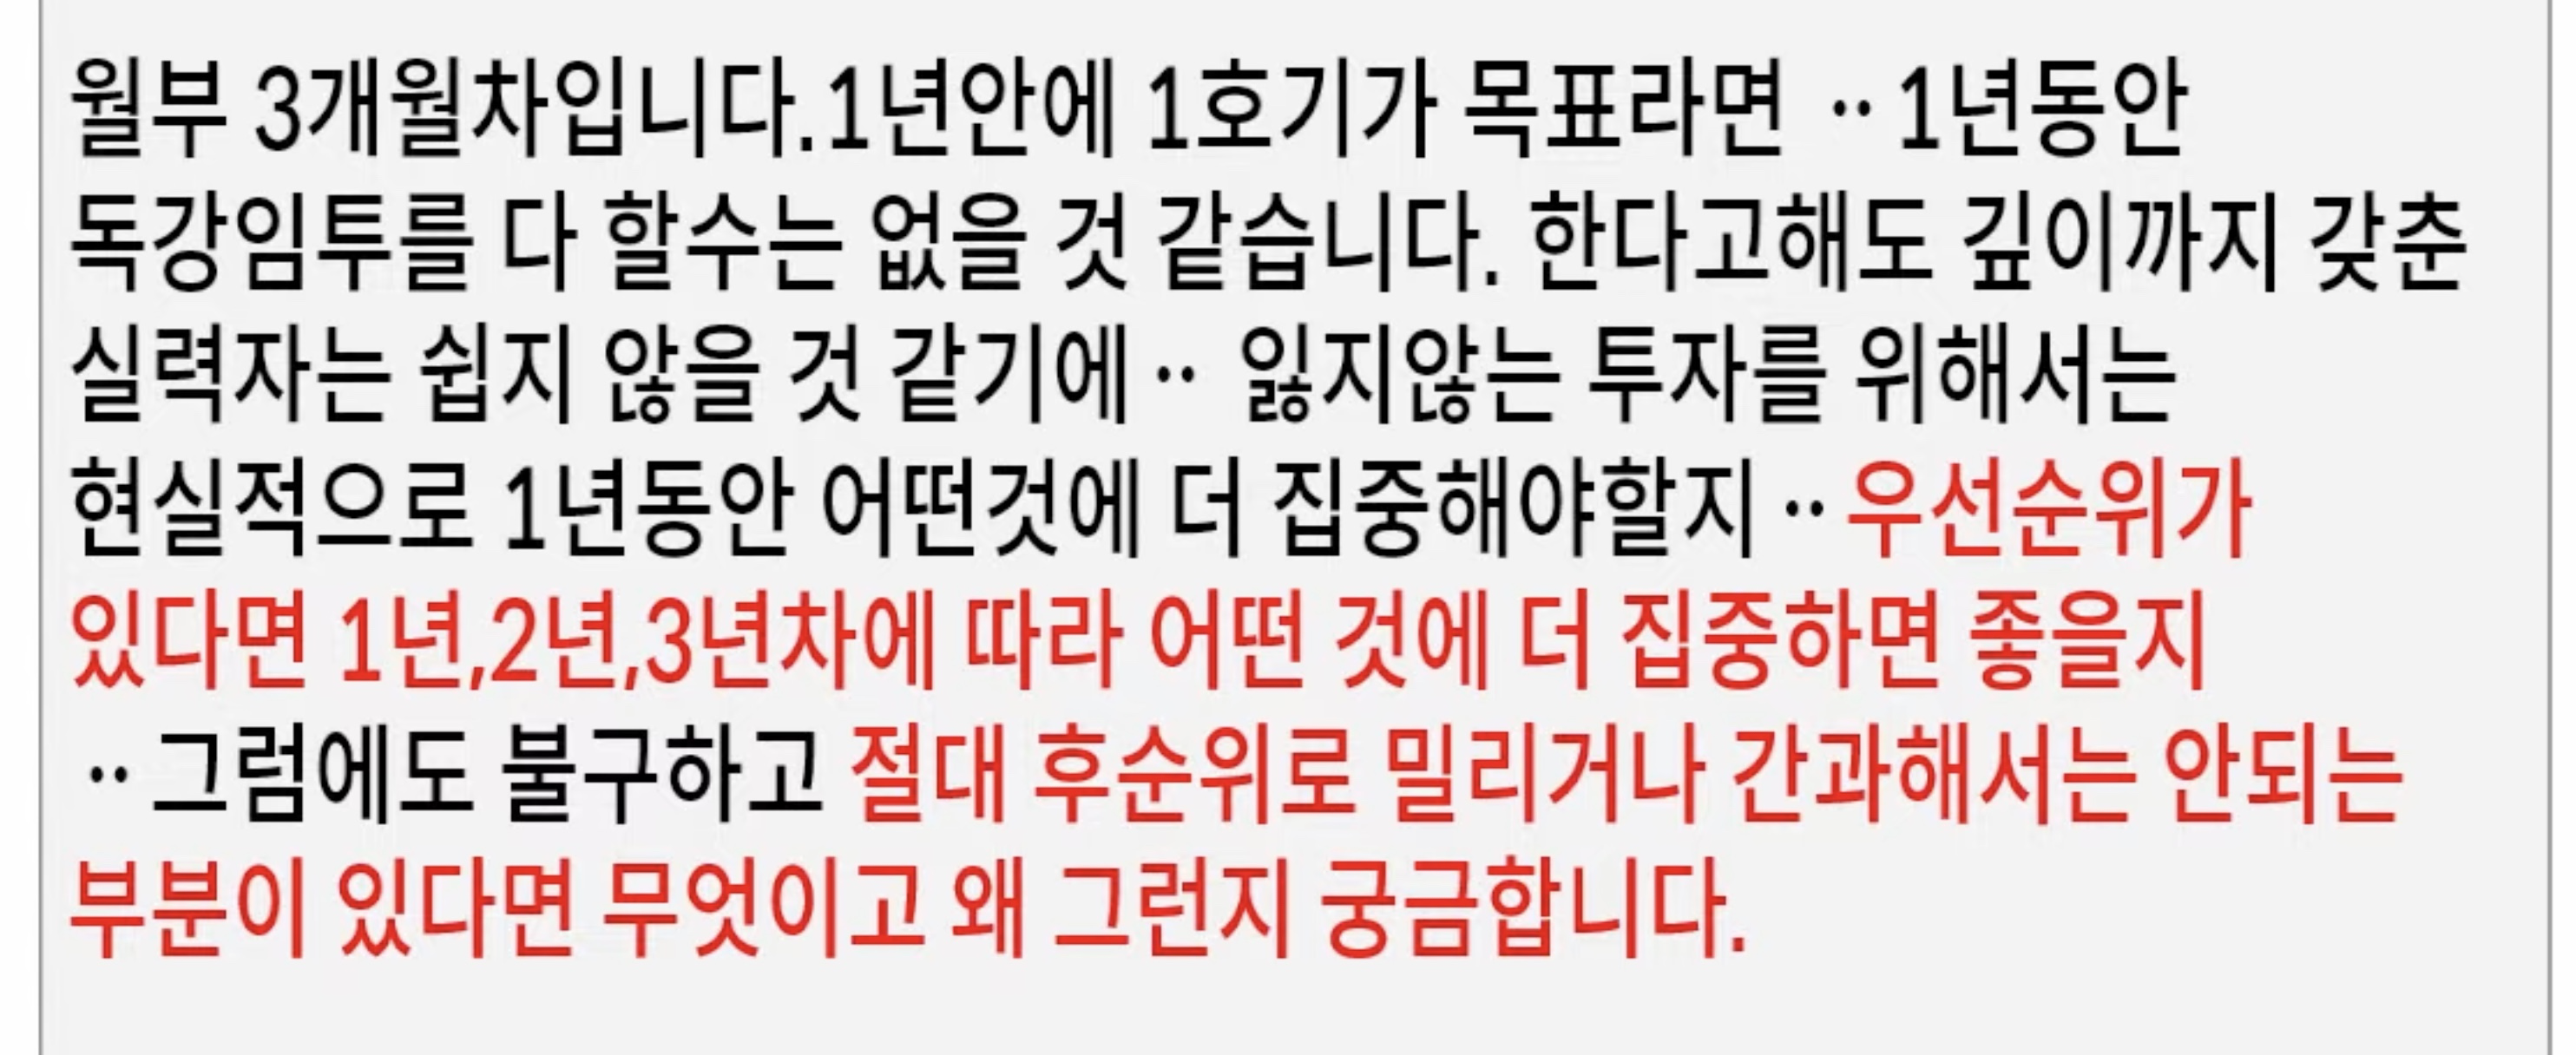 월부 3개월차입니다.1년안에 1호기가 목표라면 ··1년동안
독강임투를 다 할수는 없을 것 같습니다. 한다고해도 깊이까지 갖춘
실력자는 쉽지 않을 것 같기에·· 잃지않는 투자를 위해서는
현실적으로 1년동안 어떤것에 더 집중해야할지··우선순위가
있다면 1년,2년,3년차에 따라 어떤 것에 더 집중하면 좋을지
··그럼에도 불구하고 절대 후순위로 밀리거나 간과해서는 안되는
부분이 있다면 무엇이고 왜 그런지 궁금합니다.